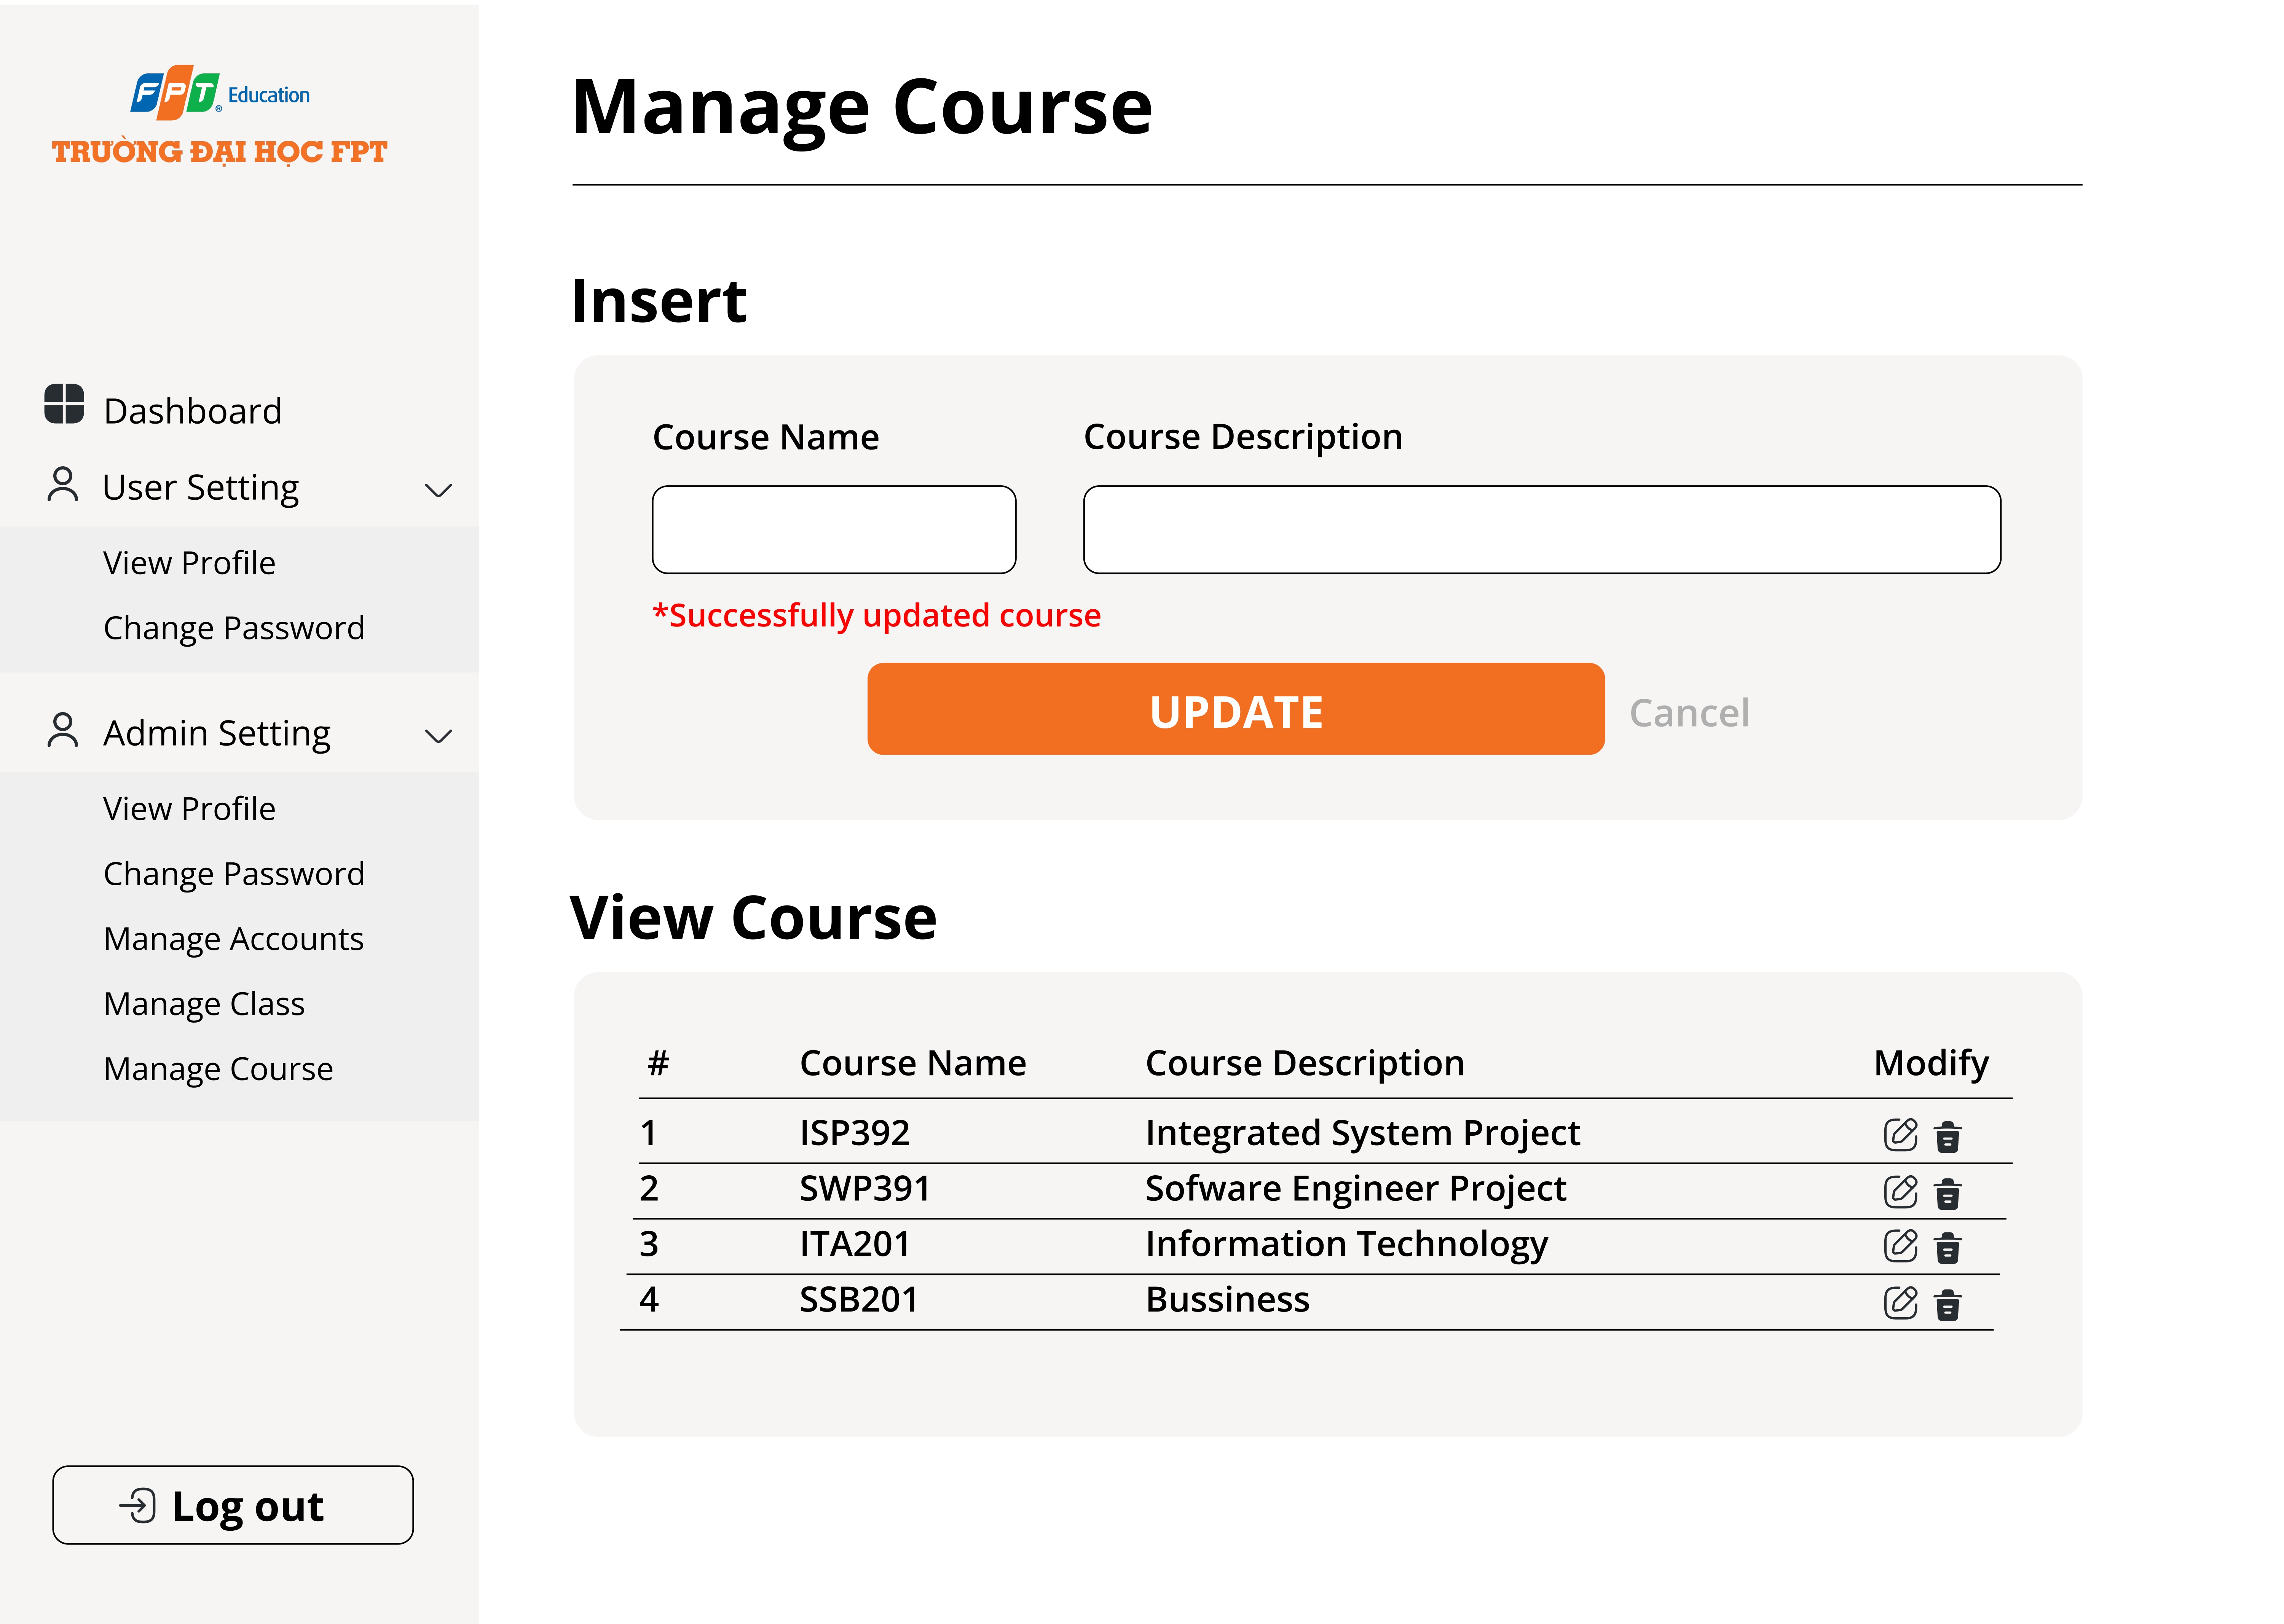 FPT® Education
TRƯỜNG ĐẠI HỌC FPT
Dashboard
User Setting
View Profile
Change Password
Admin Setting
View Profile
Change Password
Manage Accounts
Manage Class
Manage Course
Log out
Manage Course
Insert
Course Name Course Description
*Successfully updated course
UPDATE Cancel
View Course
# Course Name Course Description Modify
1 ISP392 Integrated System Project
2 SWP391 Sofware Engineer Project
3 ITA201 Information Technology
4 SSB201 Bussiness